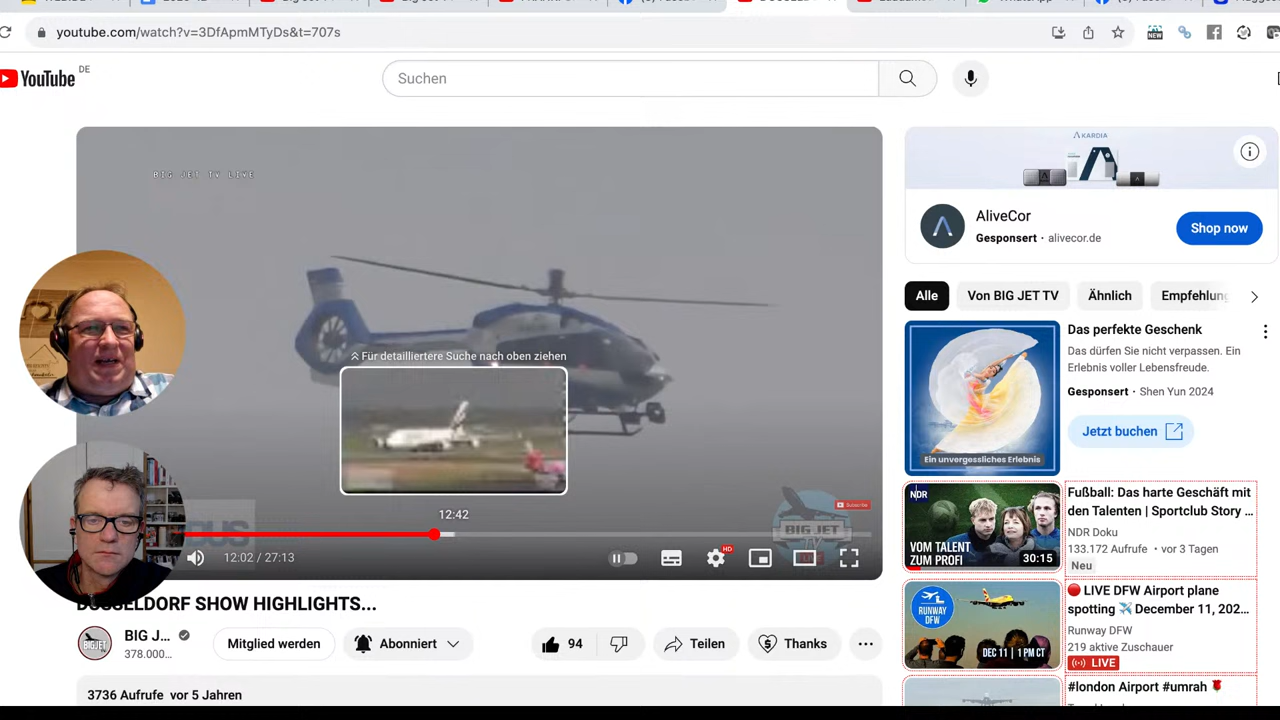 youtube.com/watch?v=3DfApmMTyDs&t=707s
NEW
YouTube DE
Suchen
BIG JET TV LIVE
Für detailliertere Suche nach oben ziehen
12:42
BIG JET
TV
Subscribe
12:02 / 27:13
HD
DÜSSELDORF SHOW HIGHLIGHTS...
BIG J...
378.000...
Mitglied werden
Abonniert
94
Teilen
Thanks
3736 Aufrufe vor 5 Jahren
KARDIA
AliveCor
Gesponsert · alivecor.de
Shop now
Alle
Von BIG JET TV
Ähnlich
Empfehlung
Das perfekte Geschenk
Das dürfen Sie nicht verpassen. Ein
Erlebnis voller Lebensfreude.
Gesponsert · Shen Yun 2024
Jetzt buchen
Ein unvergessliches Erlebnis
NDR
VOM TALENT
ZUM PROFI
30:15
Fußball: Das harte Geschäft mit
den Talenten | Sportclub Story ...
NDR Doku
133.172 Aufrufe · vor 3 Tagen
Neu
RUNWAY
DFW
DEC 11 | 1 PM CT
LIVE DFW Airport plane
spotting ✈️ December 11, 202...
Runway DFW
219 aktive Zuschauer
LIVE
#london Airport #umrah